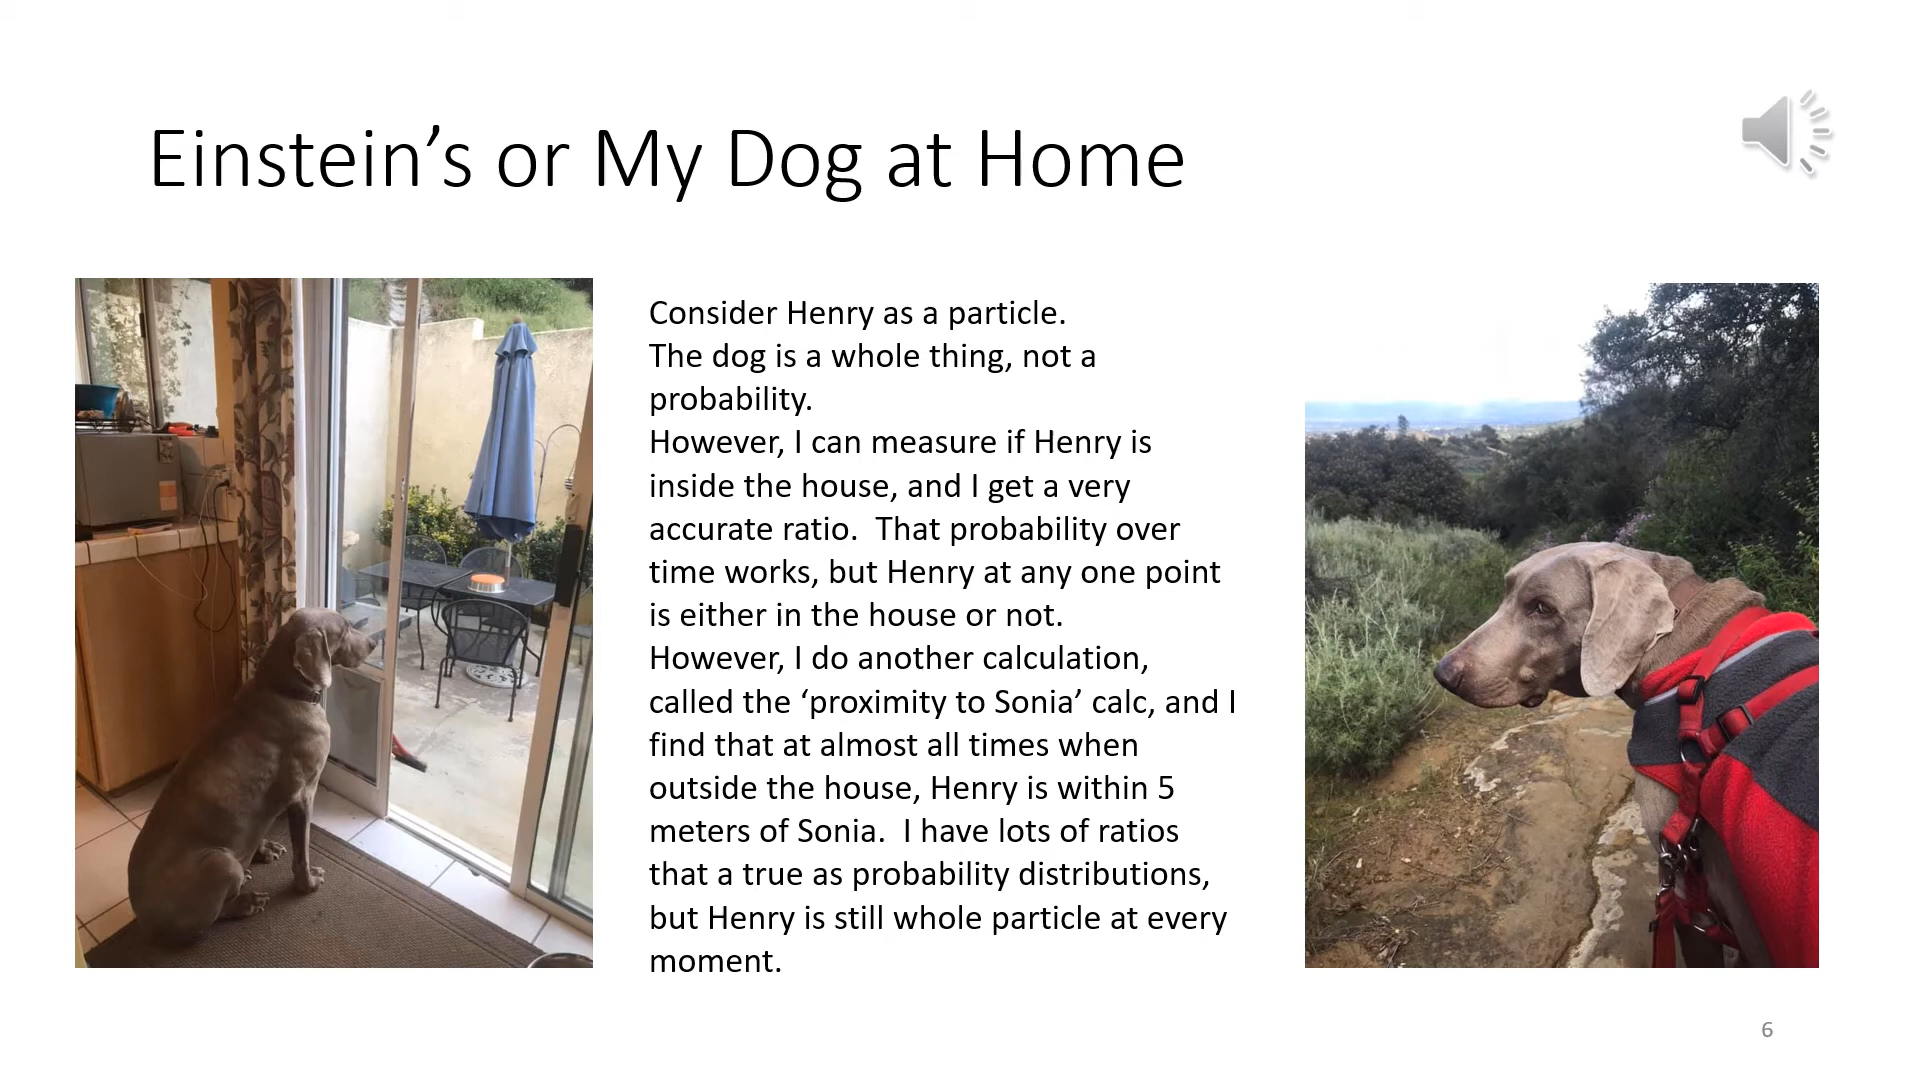 Einstein’s or My Dog at Home
Consider Henry as a particle.
The dog is a whole thing, not a
probability.
However, I can measure if Henry is
inside the house, and I get a very
accurate ratio.  That probability over
time works, but Henry at any one point
is either in the house or not.
However, I do another calculation,
called the ‘proximity to Sonia’ calc, and I
find that at almost all times when
outside the house, Henry is within 5
meters of Sonia.  I have lots of ratios
that a true as probability distributions,
but Henry is still whole particle at every
moment.
6